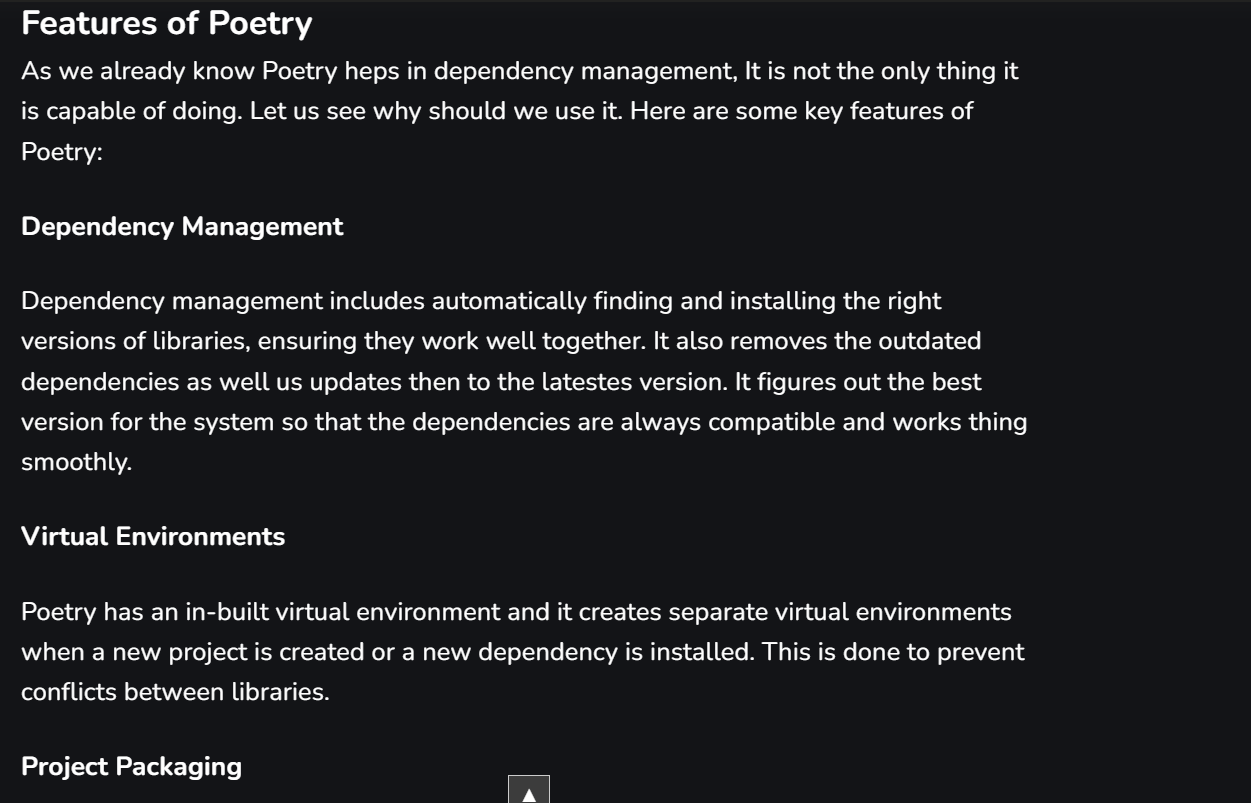 Features of Poetry
As we already know Poetry heps in dependency management, It is not the only thing it
is capable of doing. Let us see why should we use it. Here are some key features of
Poetry:
Dependency Management
Dependency management includes automatically finding and installing the right
versions of libraries, ensuring they work well together. It also removes the outdated
dependencies as well us updates then to the latestes version. It figures out the best
version for the system so that the dependencies are always compatible and works thing
smoothly.
Virtual Environments
Poetry has an in-built virtual environment and it creates separate virtual environments
when a new project is created or a new dependency is installed. This is done to prevent
conflicts between libraries.
Project Packaging